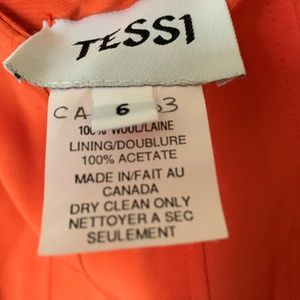 TESSI
CA 6 53
100% WOOL/LAINE
LINING/DOUBLURE
100% ACETATE
MADE IN/FAIT AU
CANADA
DRY CLEAN ONLY
NETTOYER A SEC
SEULEMENT